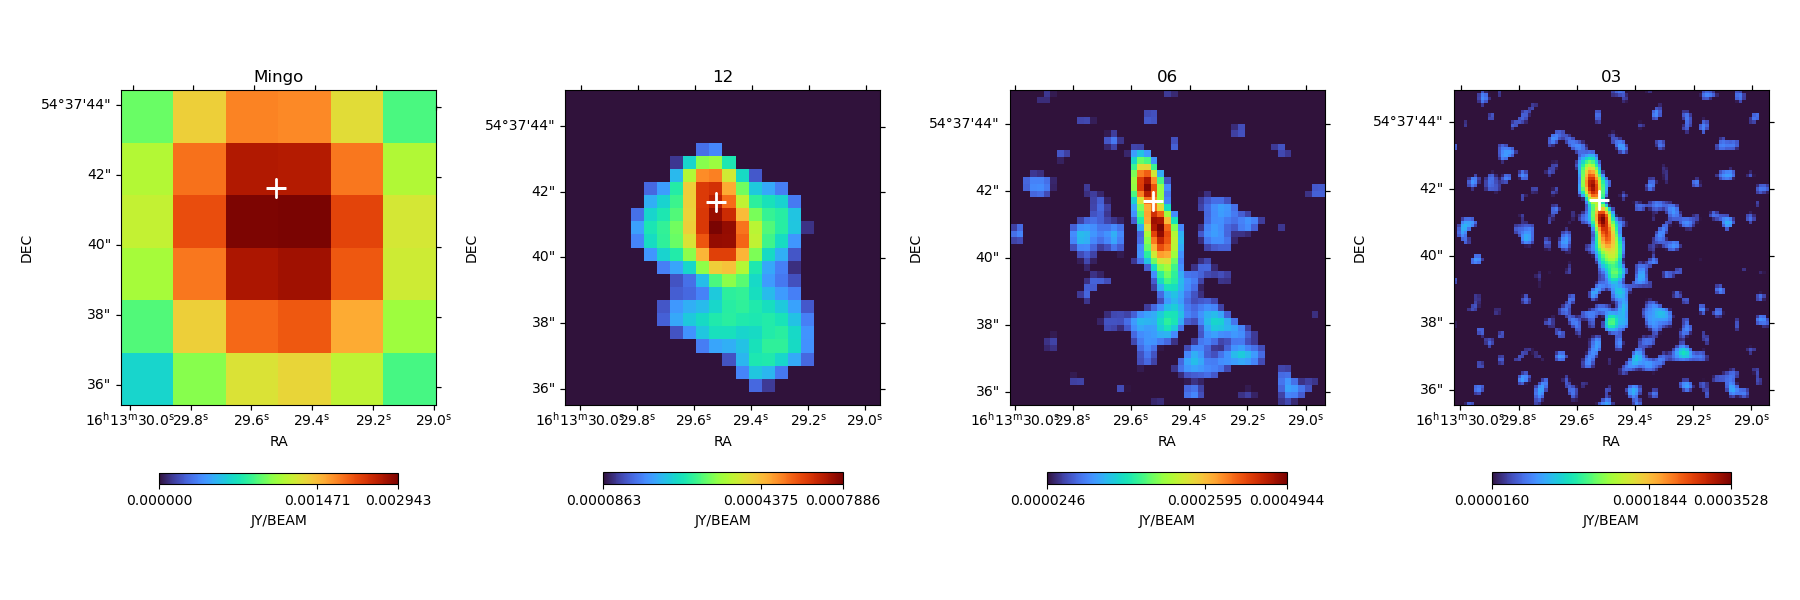 Mingo
12
06
03
54°37'44"
42"
40"
38"
36"
DEC
16h13m30.0s
29.8s
29.6s
29.4s
29.2s
29.0s
RA
0.0000000
0.001471
0.002943
JY/BEAM
54°37'44"
42"
40"
38"
36"
DEC
16h13m30.0s
29.8s
29.6s
29.4s
29.2s
29.0s
RA
0.0000863
0.0004375
0.0007886
JY/BEAM
54°37'44"
42"
40"
38"
36"
DEC
16h13m30.0s
29.8s
29.6s
29.4s
29.2s
29.0s
RA
0.0000246
0.0002595
0.0004944
JY/BEAM
54°37'44"
42"
40"
38"
36"
DEC
16h13m30.0s
29.8s
29.6s
29.4s
29.2s
29.0s
RA
0.0000160
0.0001844
0.0003528
JY/BEAM